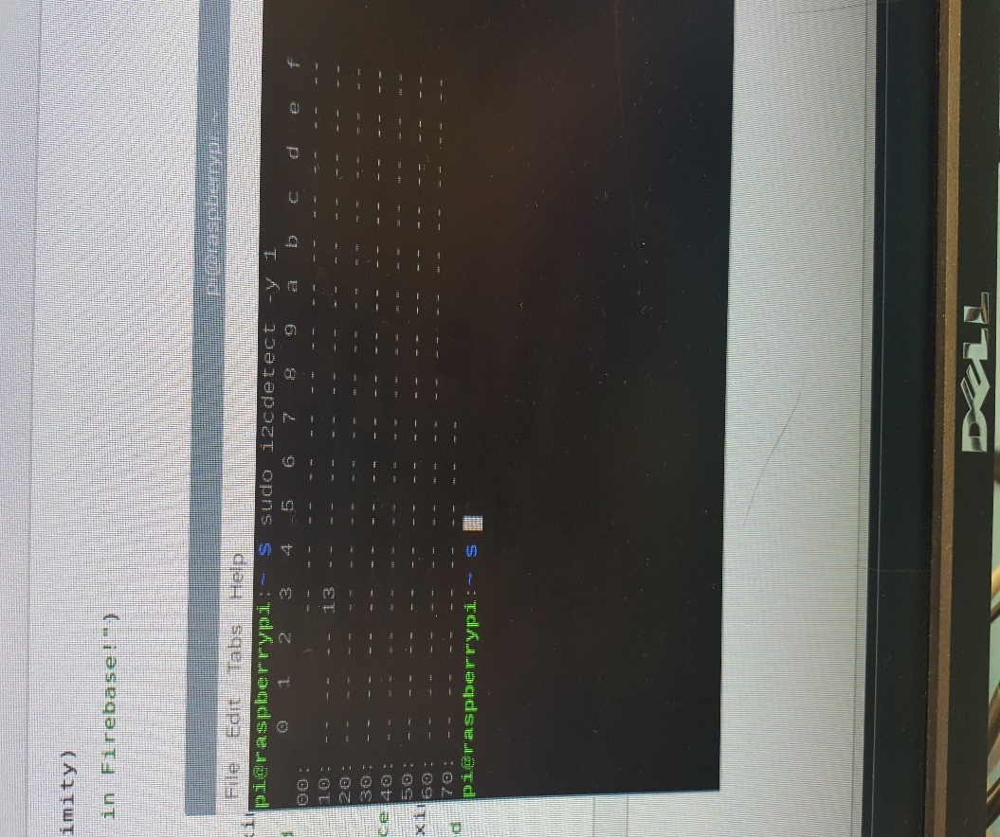 imity)
in Firebase!")
pi@raspberrypi: ~
File Edit Tabs Help
pi@raspberrypi:~ $ sudo i2cdetect -y 1
     0  1  2  3  4  5  6  7  8  9  a  b  c  d  e  f
00:          -- -- -- -- -- -- -- -- -- -- -- -- --
10: -- -- -- 13 -- -- -- -- -- -- -- -- -- -- -- --
20: -- -- -- -- -- -- -- -- -- -- -- -- -- -- -- --
30: -- -- -- -- -- -- -- -- -- -- -- -- -- -- -- --
40: -- -- -- -- -- -- -- -- -- -- -- -- -- -- -- --
50: -- -- -- -- -- -- -- -- -- -- -- -- -- -- -- --
60: -- -- -- -- -- -- -- -- -- -- -- -- -- -- -- --
70: -- -- -- -- -- -- -- --
pi@raspberrypi:~ $
ce
d
DELL